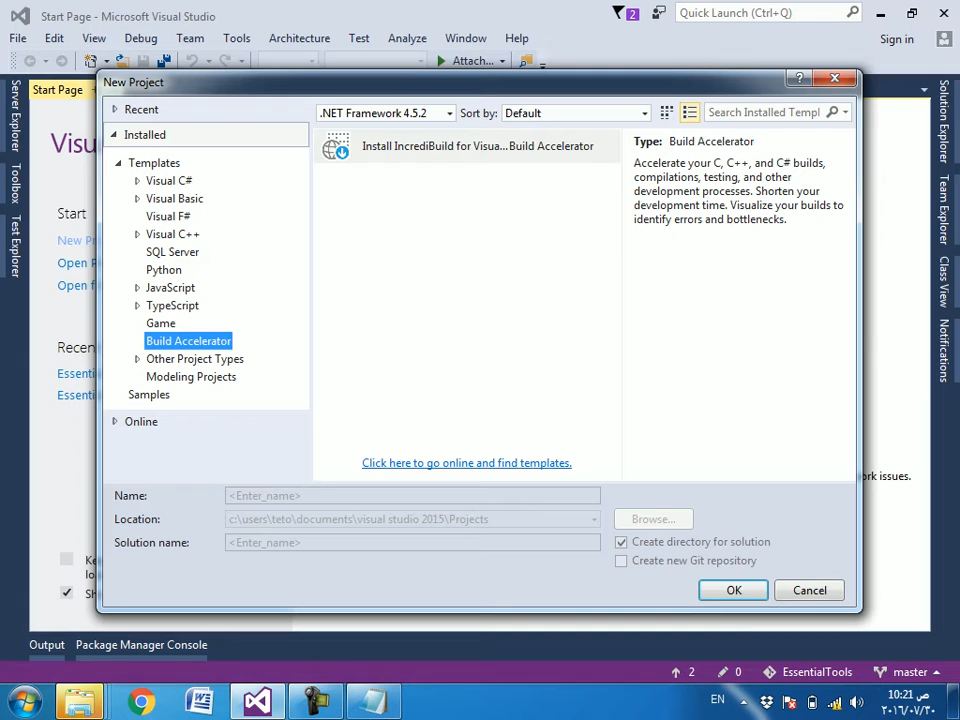 Start Page - Microsoft Visual Studio
2
Quick Launch (Ctrl+Q)
File Edit View Debug Team Tools Architecture Test Analyze Window Help
Sign in
Attach...
Start Page
Server Explorer
Toolbox
Test Explorer
Solution Explorer
Team Explorer
Class View
Notifications
Visu
Start
New Pr
Open P
Open f
Recen
Essenti
Essenti
rk issues.
Ke
lo
Sh
New Project
?
Recent
Installed
Templates
Visual C#
Visual Basic
Visual F#
Visual C++
SQL Server
Python
JavaScript
TypeScript
Game
Build Accelerator
Other Project Types
Modeling Projects
Samples
Online
.NET Framework 4.5.2
Sort by: Default
Search Installed Templ
Install IncrediBuild for Visua... Build Accelerator
Click here to go online and find templates.
Type: Build Accelerator
Accelerate your C, C++, and C# builds,
compilations, testing, and other
development processes. Shorten your
development time. Visualize your builds to
identify errors and bottlenecks.
Name: <Enter_name>
Location: c:\users\teto\documents\visual studio 2015\Projects
Browse...
Solution name: <Enter_name>
Create directory for solution
Create new Git repository
OK
Cancel
Output Package Manager Console
2 0 EssentialTools master
EN
10:21 ص
٢٠١٦/٠٧/٣٠